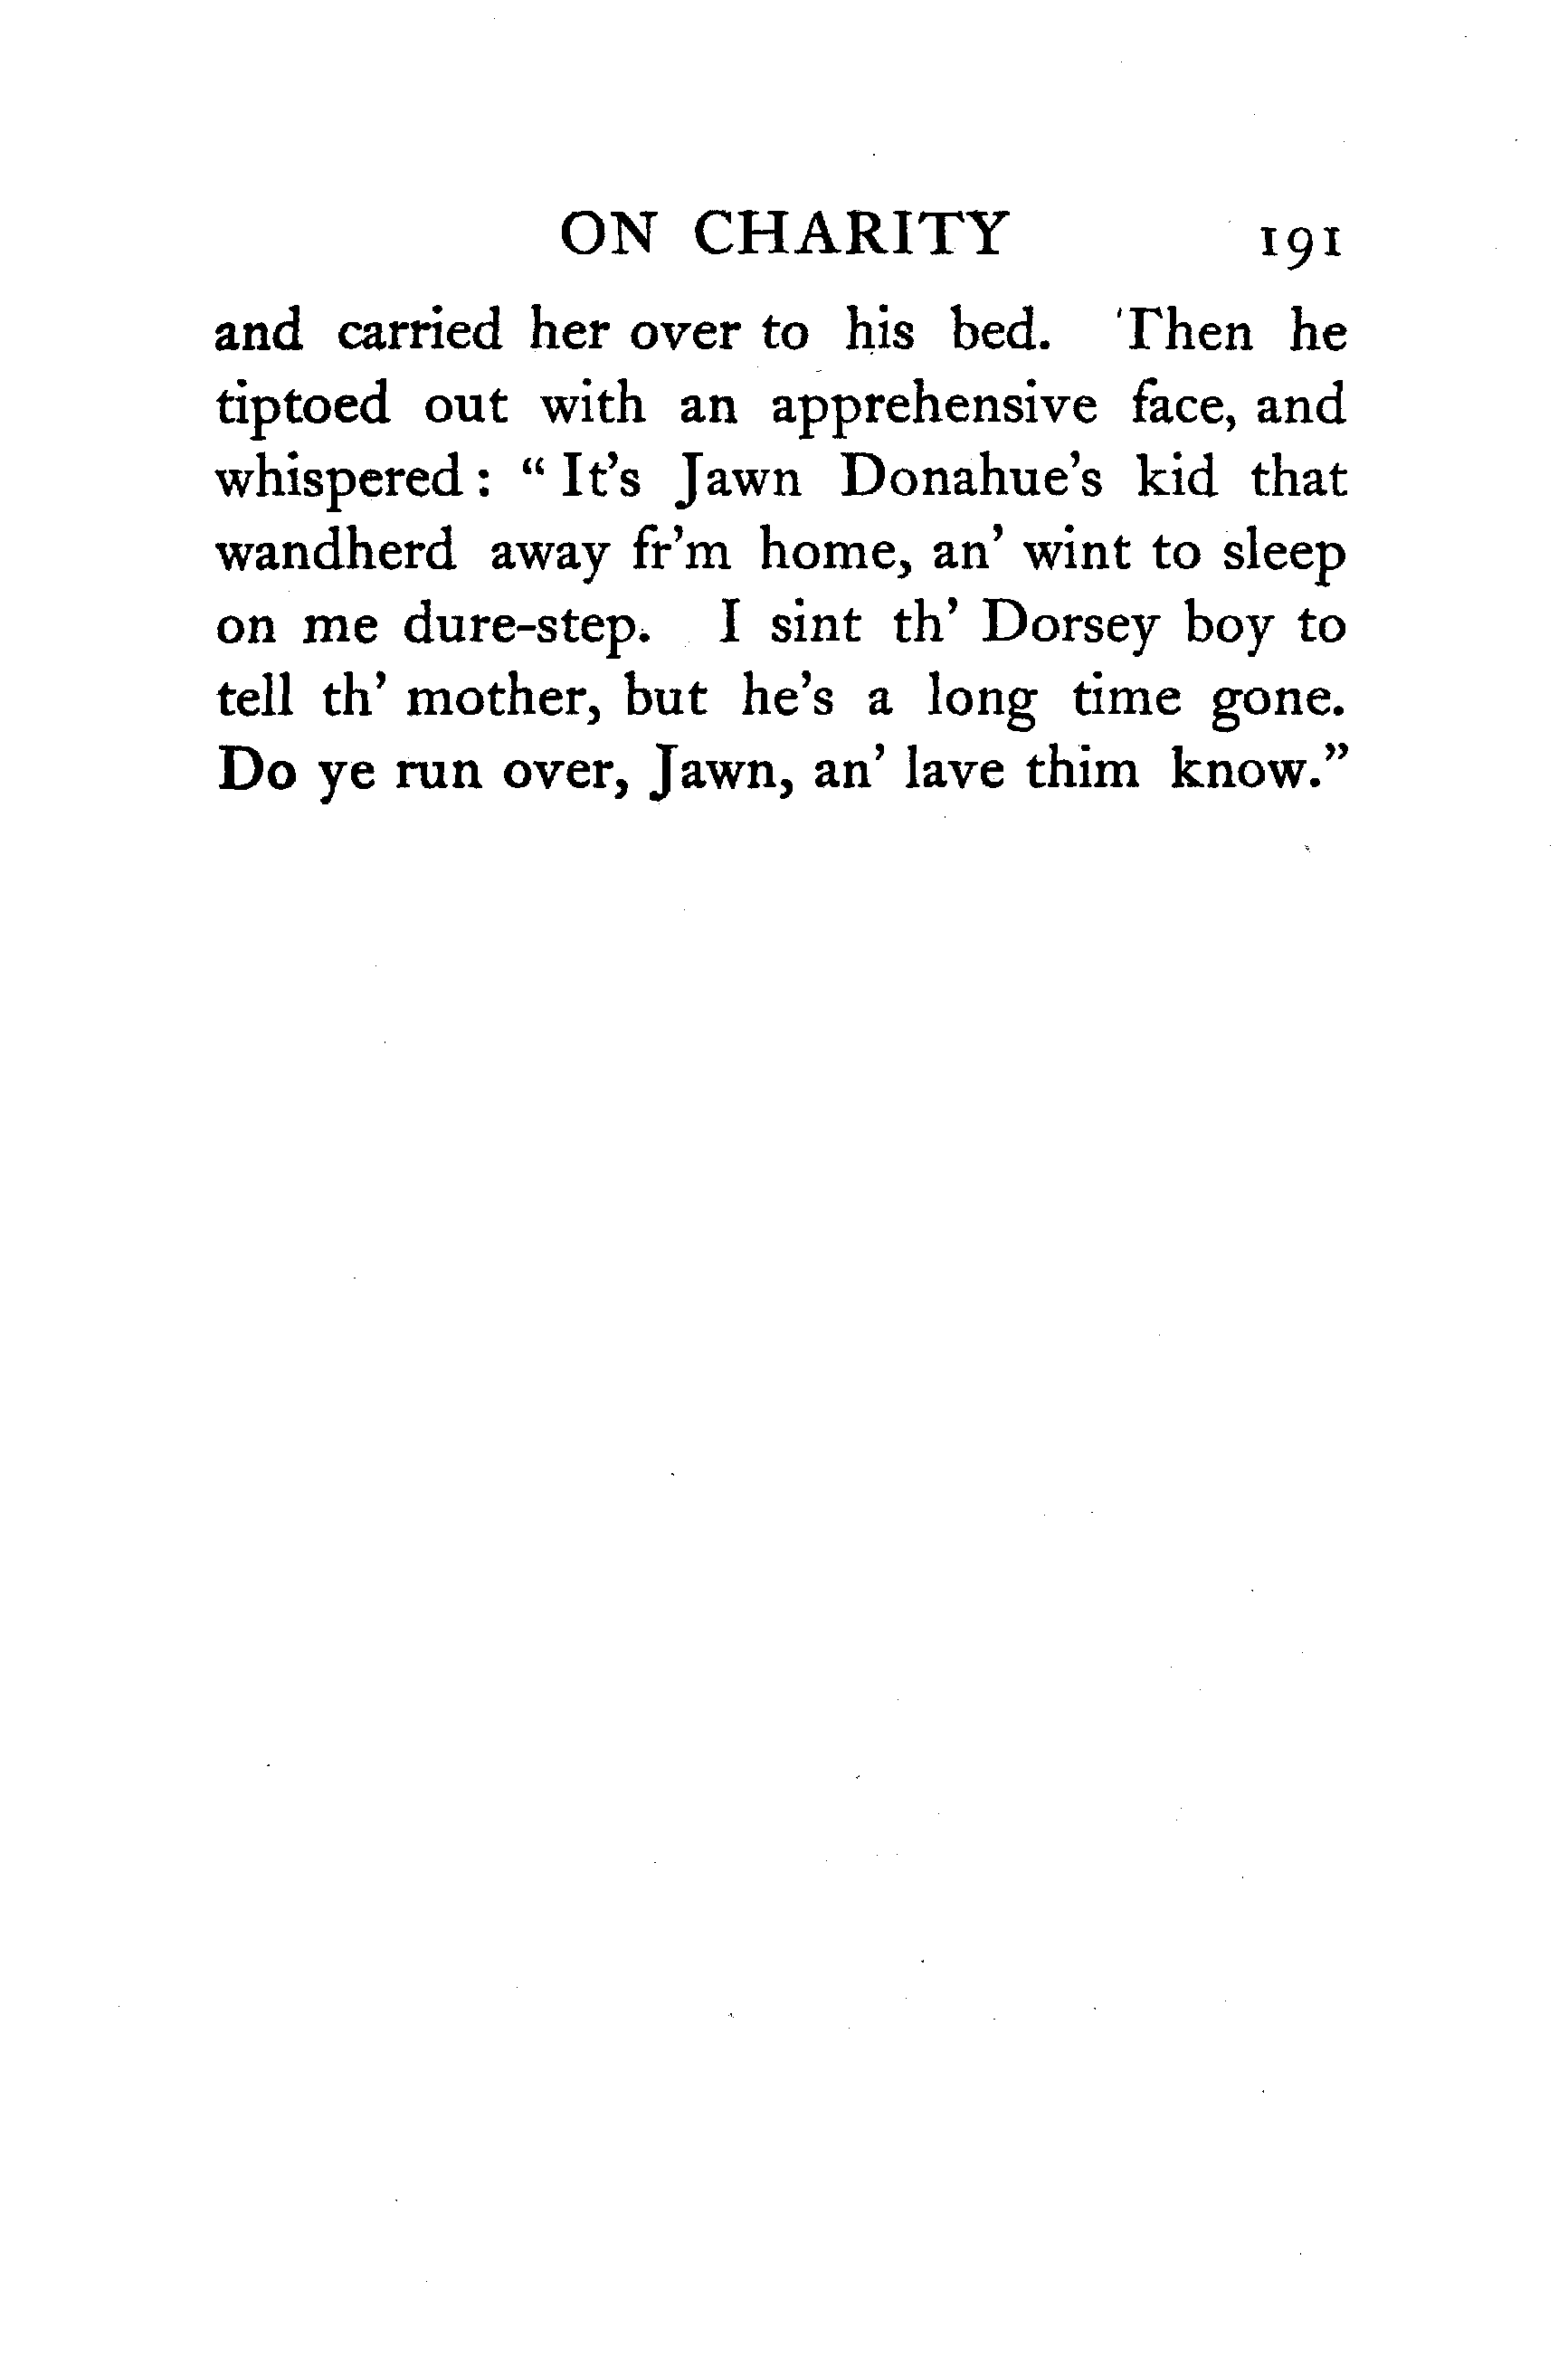 ON CHARITY 191
and carried her over to his bed. Then he
tiptoed out with an apprehensive face, and
whispered : “ It’s Jawn Donahue’s kid that
wandherd away fr’m home, an’ wint to sleep
on me dure-step. I sint th’ Dorsey boy to
tell th’ mother, but he’s a long time gone.
Do ye run over, Jawn, an’ lave thim know.”